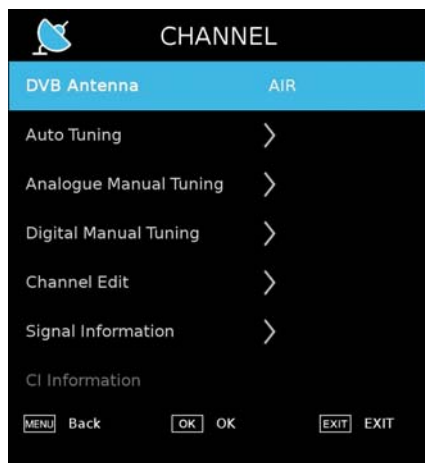 CHANNEL
DVB Antenna AIR
Auto Tuning
Analogue Manual Tuning
Digital Manual Tuning
Channel Edit
Signal Information
CI Information
MENU Back OK OK EXIT EXIT